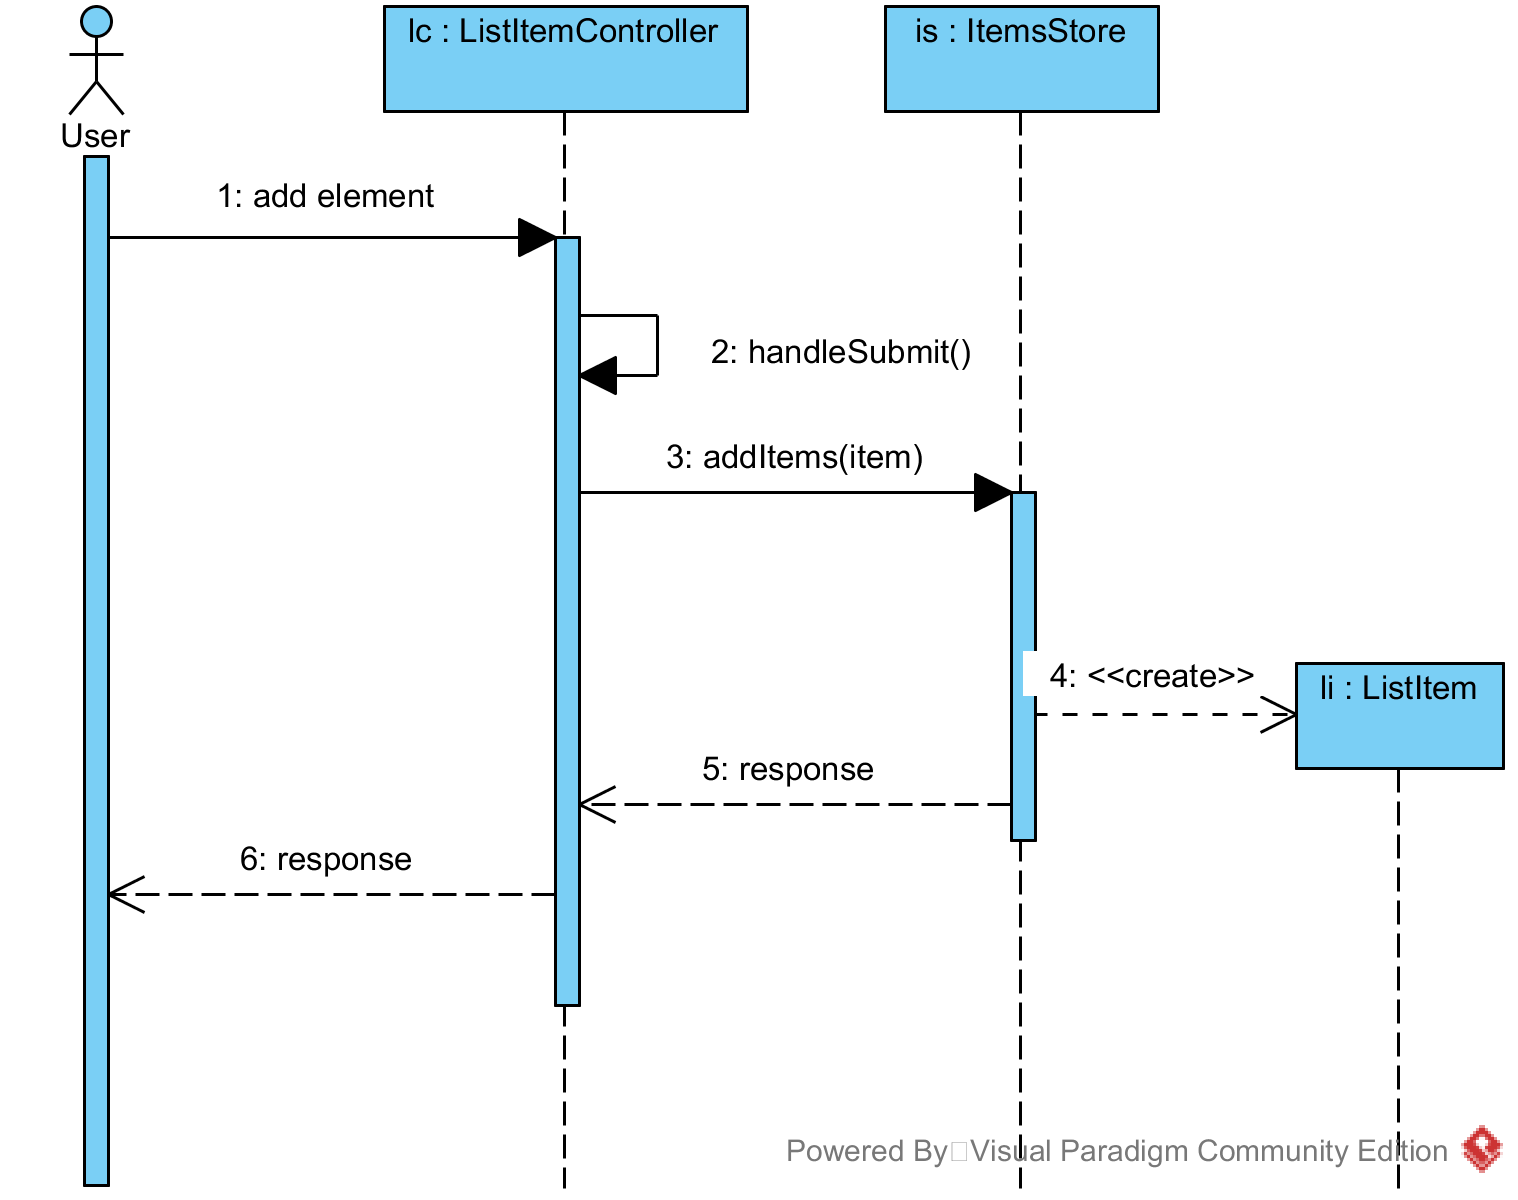 lc : ListItemController
is : ItemsStore
User
1: add element
2: handleSubmit()
3: addItems(item)
4: <<create>>
li : ListItem
5: response
6: response
Powered By Visual Paradigm Community Edition